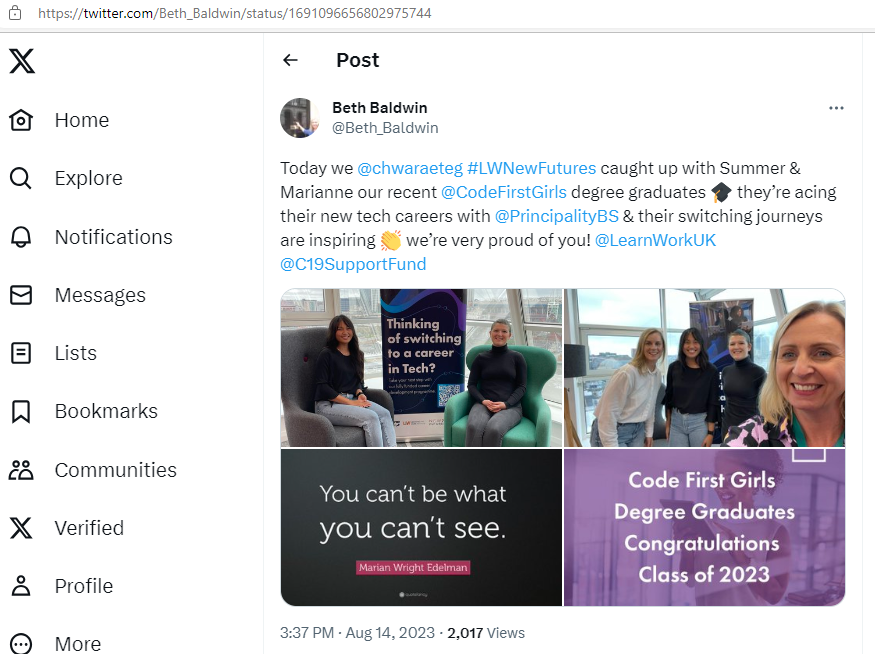 https://twitter.com/Beth_Baldwin/status/1691096656802975744
Home
Explore
Notifications
Messages
Lists
Bookmarks
Communities
Verified
Profile
More
Post
Beth Baldwin
@Beth_Baldwin
Today we @chwaraeteg #LWNewFutures caught up with Summer &
Marianne our recent @CodeFirstGirls degree graduates 🎓 they're acing
their new tech careers with @PrincipalityBS & their switching journeys
are inspiring 👏 we're very proud of you! @LearnWorkUK
@C19SupportFund
Thinking
of switching
to a career
in Tech?
You can't be what
you can't see.
Marian Wright Edelman
Code First Girls
Degree Graduates
Congratulations
Class of 2023
3:37 PM · Aug 14, 2023 · 2,017 Views